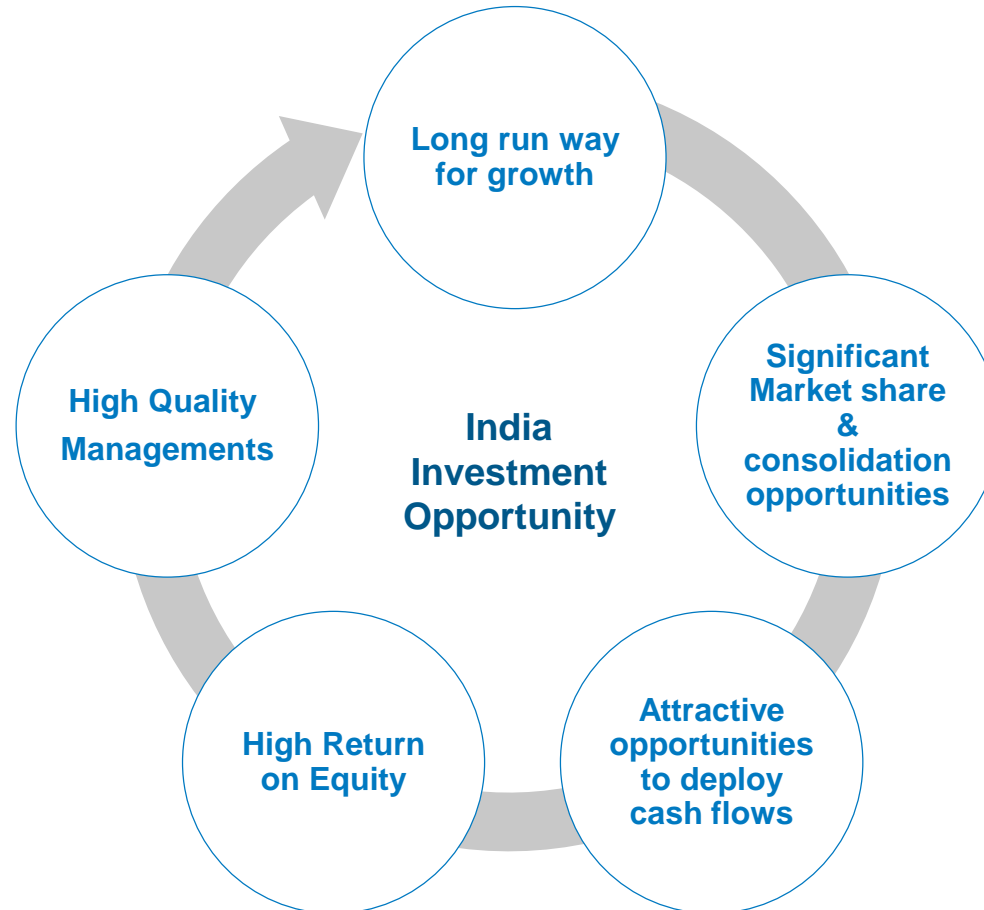 Long run way
for growth
Significant
Market share
&
consolidation
opportunities
Attractive
opportunities
to deploy
cash flows
High Return
on Equity
High Quality
Managements
India
Investment
Opportunity